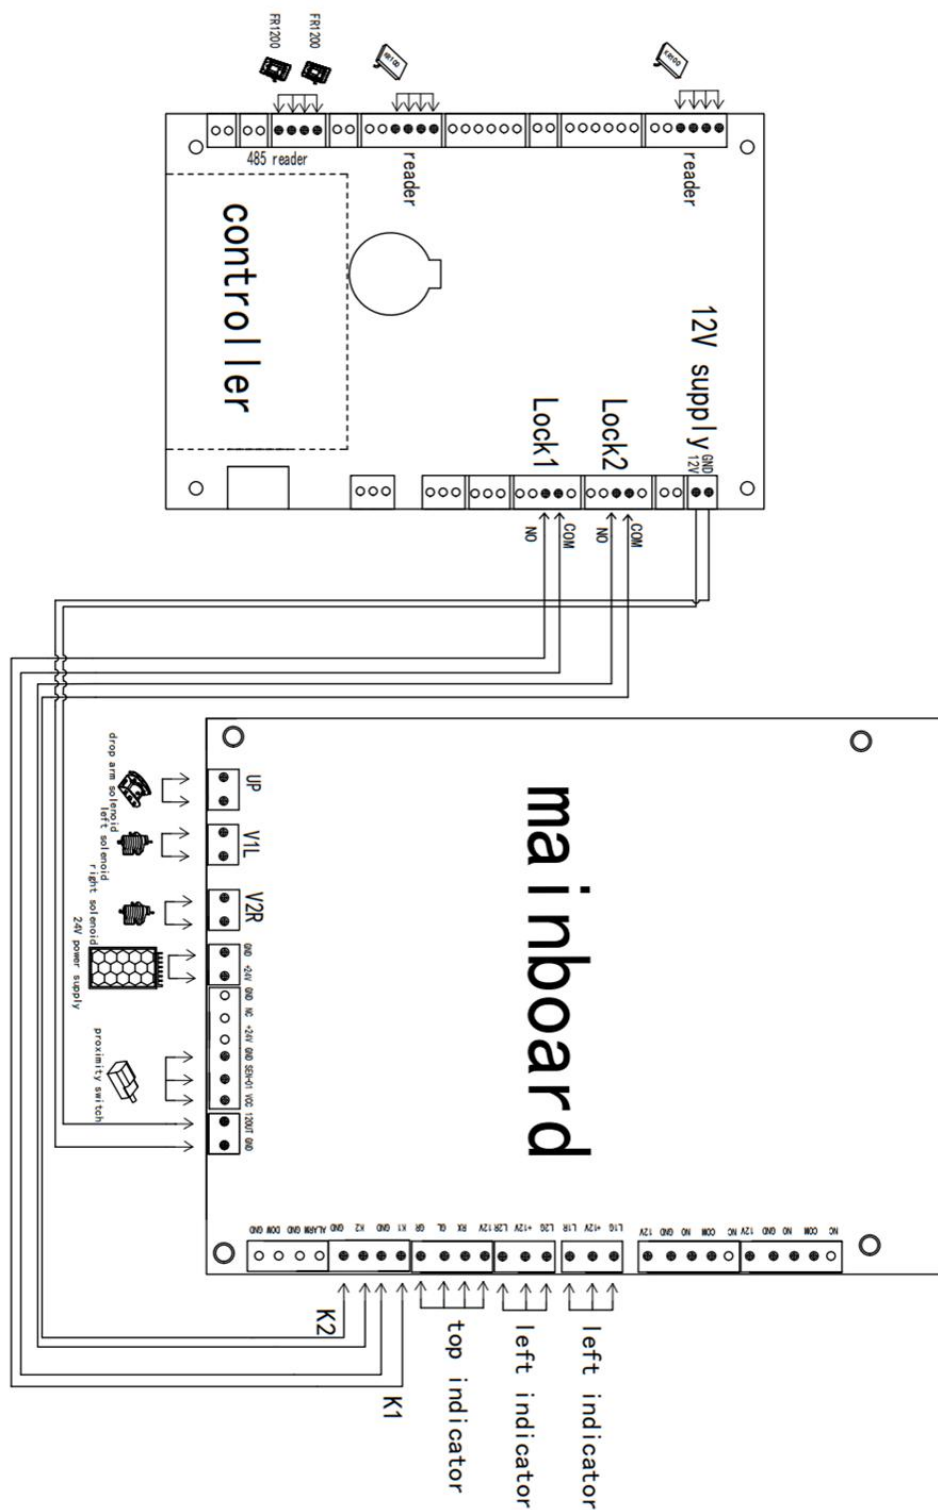 FR1200
FR1200
KR100
KR100
485 reader
reader
reader
controller
12V supply
GND
12V
Lock1
Lock2
NO
COM
NO
COM
mainboard
drop arm solenoid
left solenoid
right solenoid
24V power supply
proximity switch
UP
V1L
V2R
GND +24V
GND NC +24V GND SEN-01 VCC
12OUT GND
GND DOM GND ALARM
GND K2 GND K1
GR GL RX 12V
L2R +12V L2G
L1R +12V L1G
12V GND NO COM NC
12V GND NO COM NC
K2
K1
top indicator
left indicator
left indicator